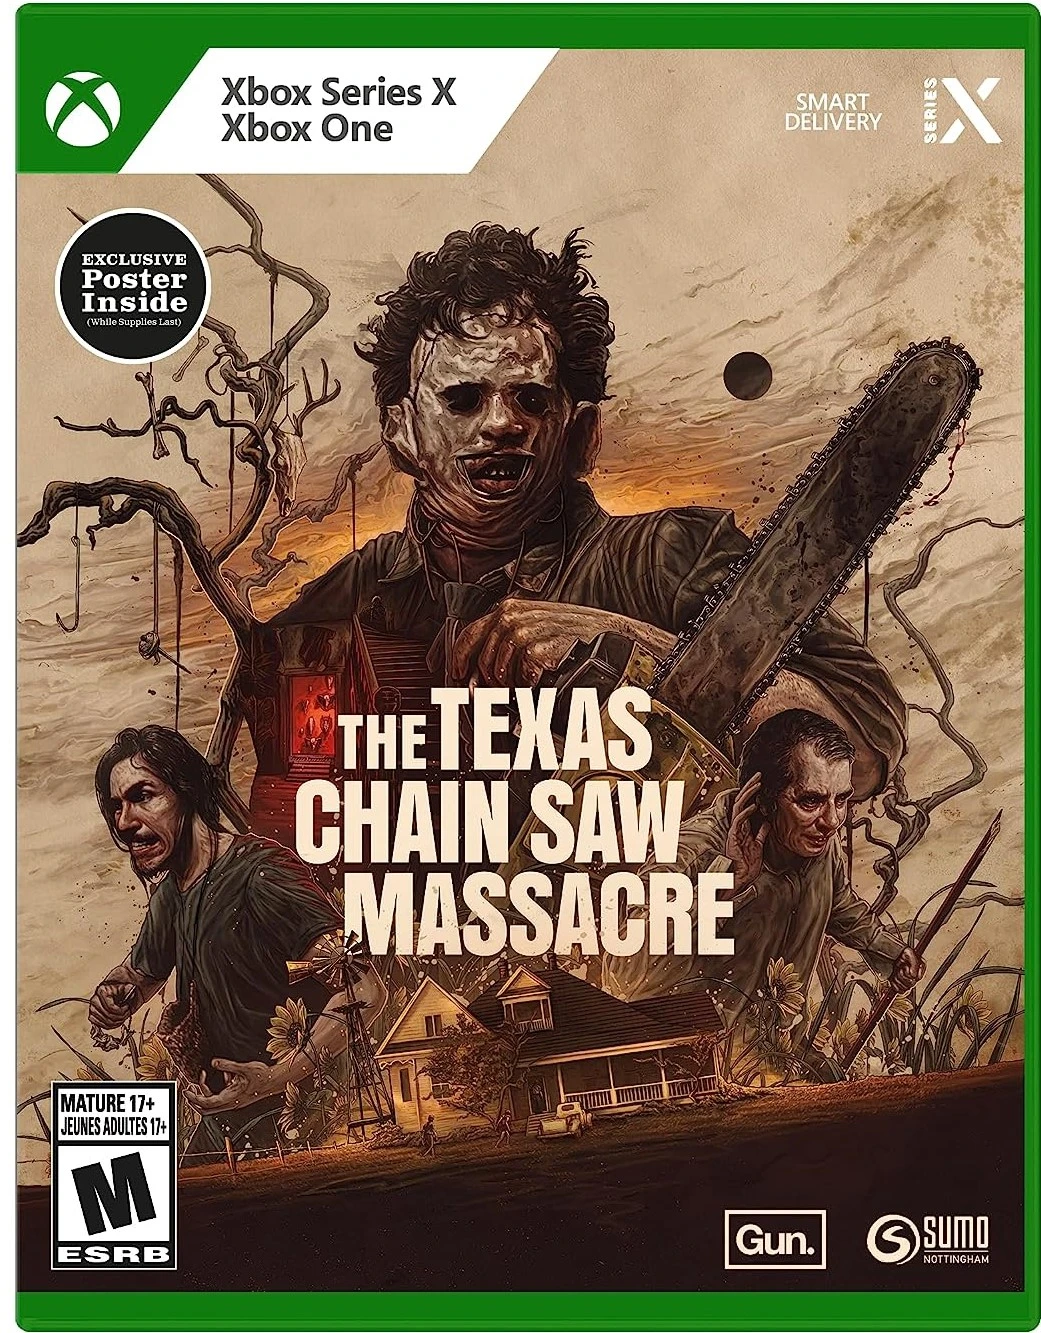 Xbox Series X
Xbox One
SMART
DELIVERY
SERIES X
EXCLUSIVE
Poster
Inside
(While Supplies Last)
THE TEXAS
CHAIN SAW
MASSACRE
MATURE 17+
JEUNES ADULTES 17+
M
ESRB
Gun.
SUMO
NOTTINGHAM